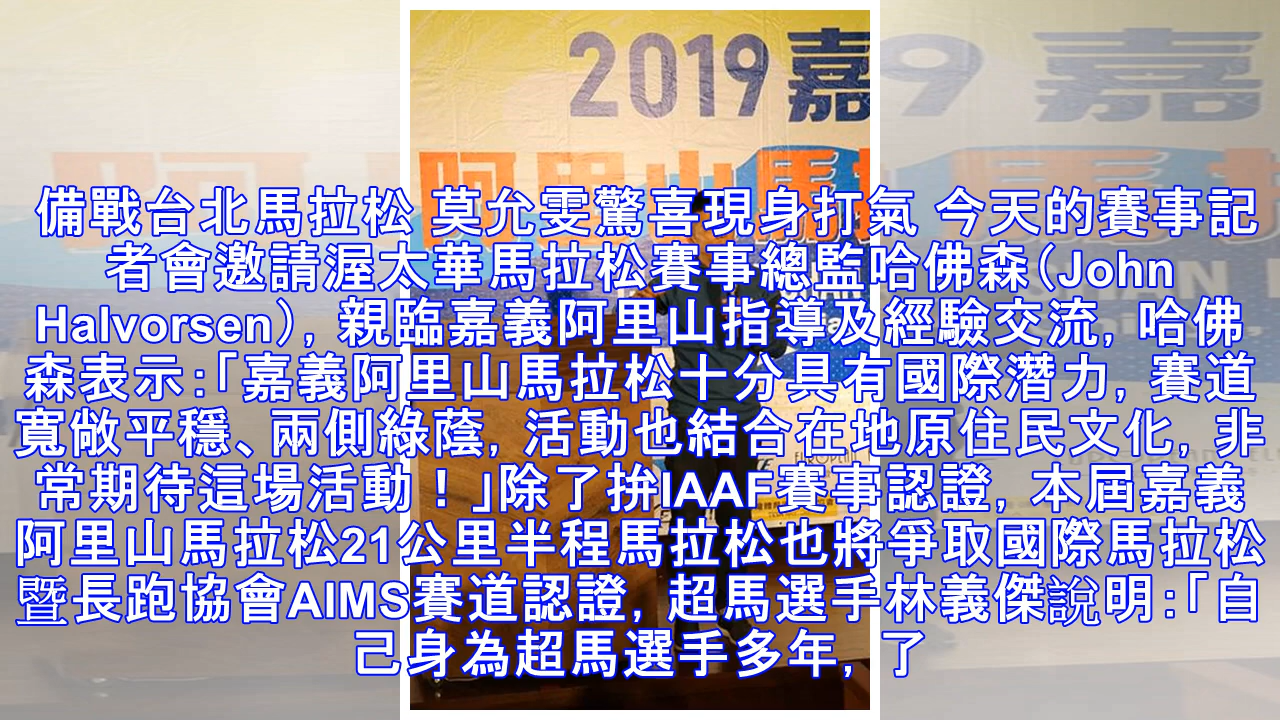 2019嘉
阿里山馬拉
備戰台北馬拉松 莫允雯驚喜現身打氣 今天的賽事記
者會邀請渥太華馬拉松賽事總監哈佛森(John
Halvorsen), 親臨嘉義阿里山指導及經驗交流, 哈佛
森表示:「嘉義阿里山馬拉松十分具有國際潛力, 賽道
寬敞平穩、兩側綠蔭, 活動也結合在地原住民文化, 非
常期待這場活動！」除了拚IAAF賽事認證, 本屆嘉義
阿里山馬拉松21公里半程馬拉松也將爭取國際馬拉松
暨長跑協會AIMS賽道認證, 超馬選手林義傑說明:「自
己身為超馬選手多年, 了